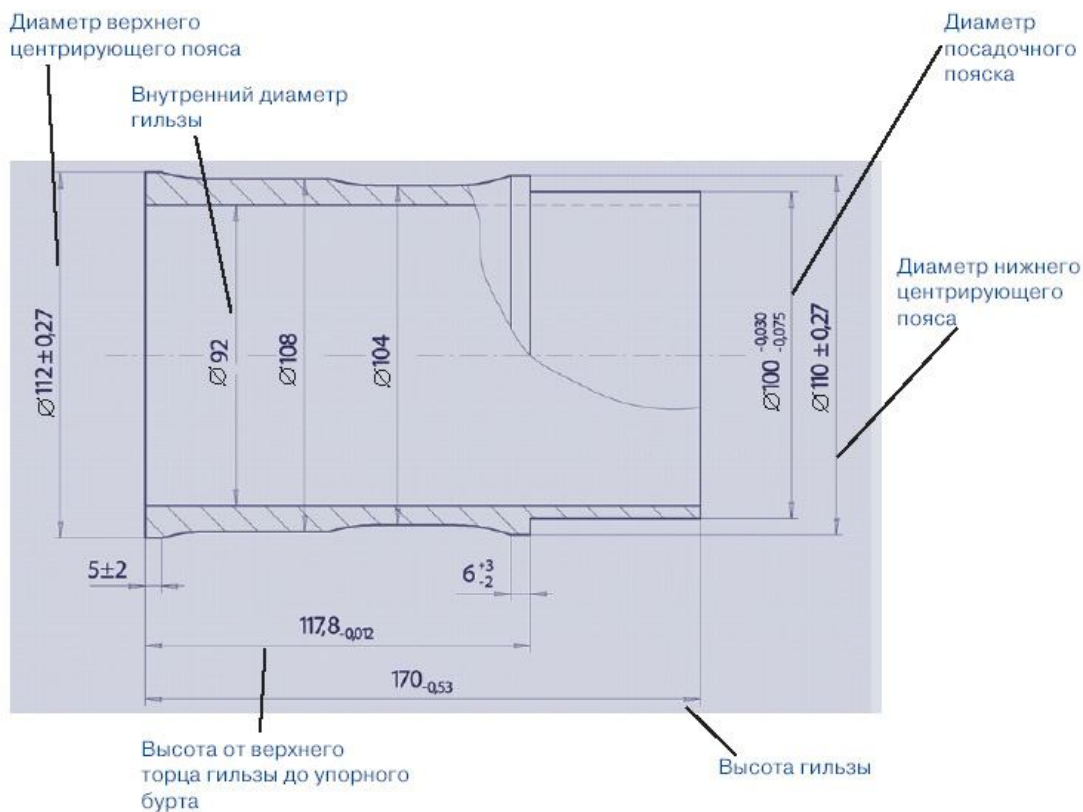 Диаметр верхнего
центрирующего пояса
Внутренний диаметр
гильзы
Диаметр
посадочного
пояска
Диаметр нижнего
центрирующего
пояса
Ø112±0,27
Ø92
Ø108
Ø104
Ø100 -0,030 -0,075
Ø110 ±0,27
5±2
6 +3 -2
117,8-0,012
170-0,53
Высота от верхнего
торца гильзы до упорного
бурта
Высота гильзы